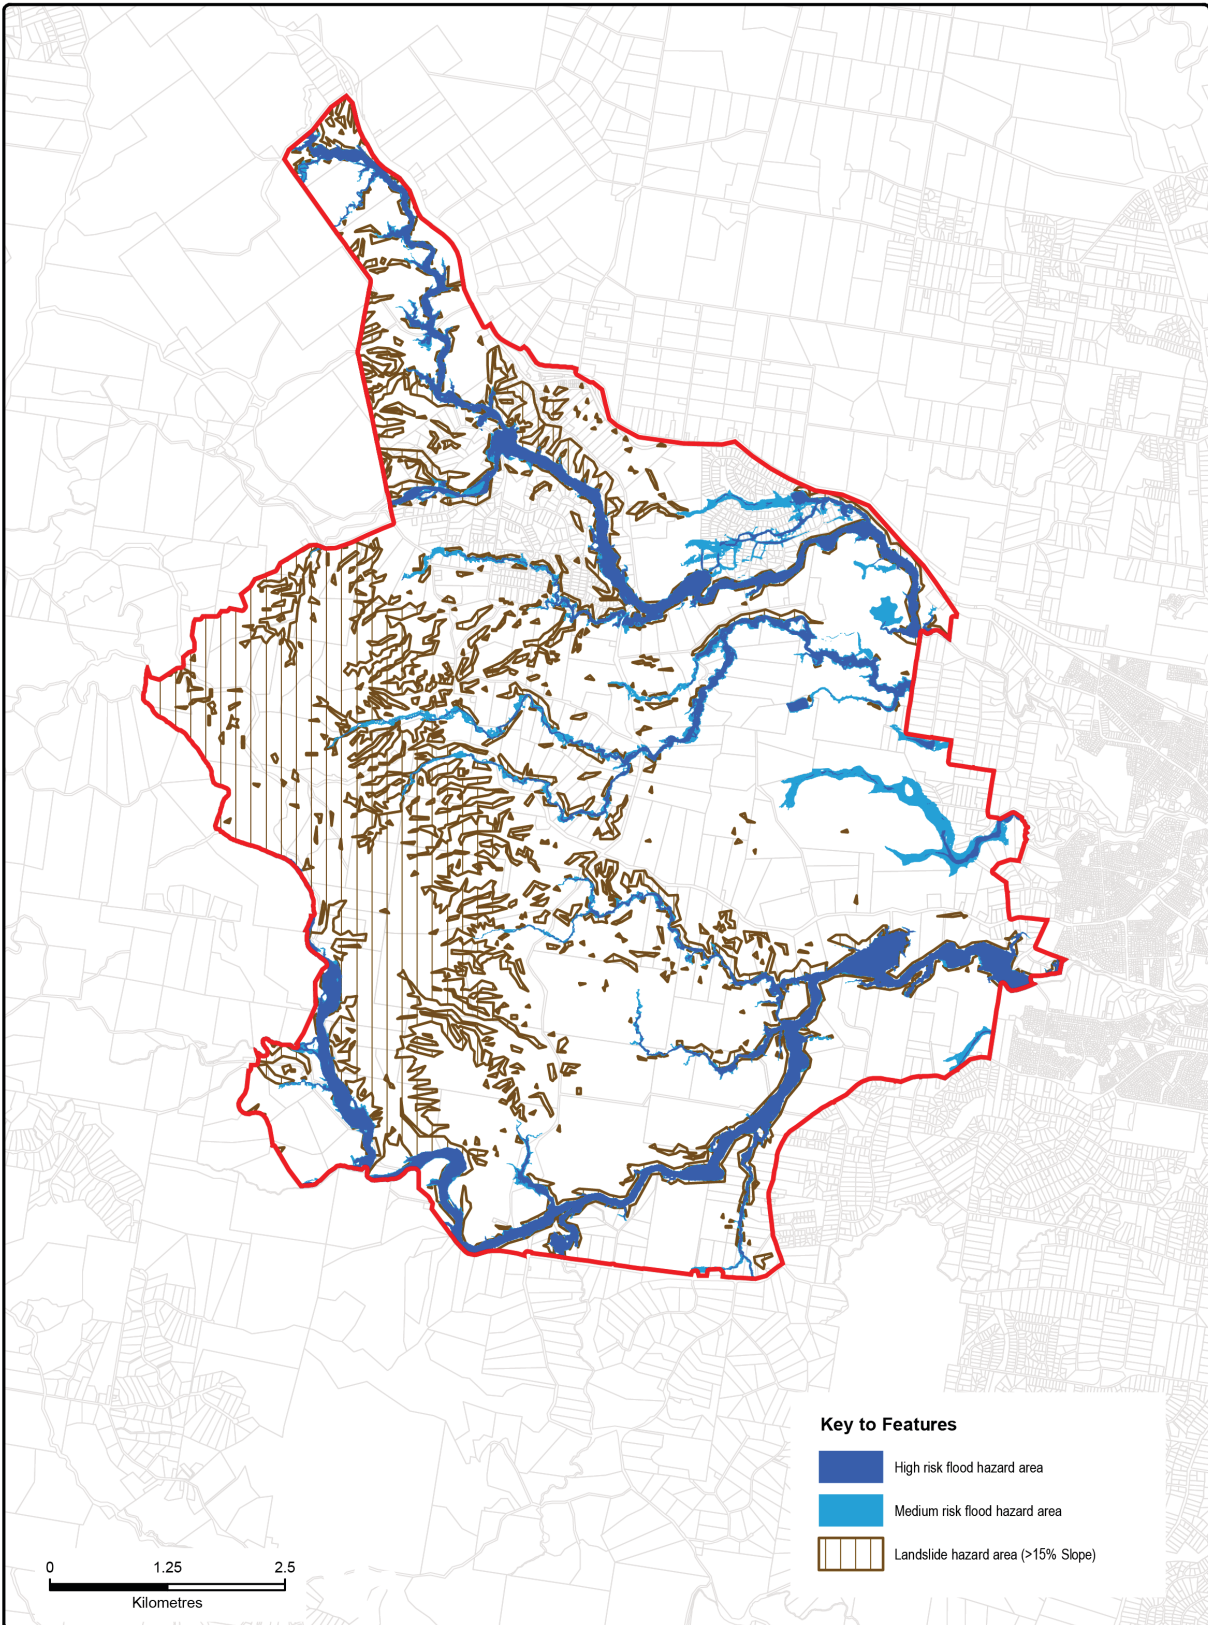 Key to Features
High risk flood hazard area
Medium risk flood hazard area
Landslide hazard area (>15% Slope)
0 1.25 2.5
Kilometres